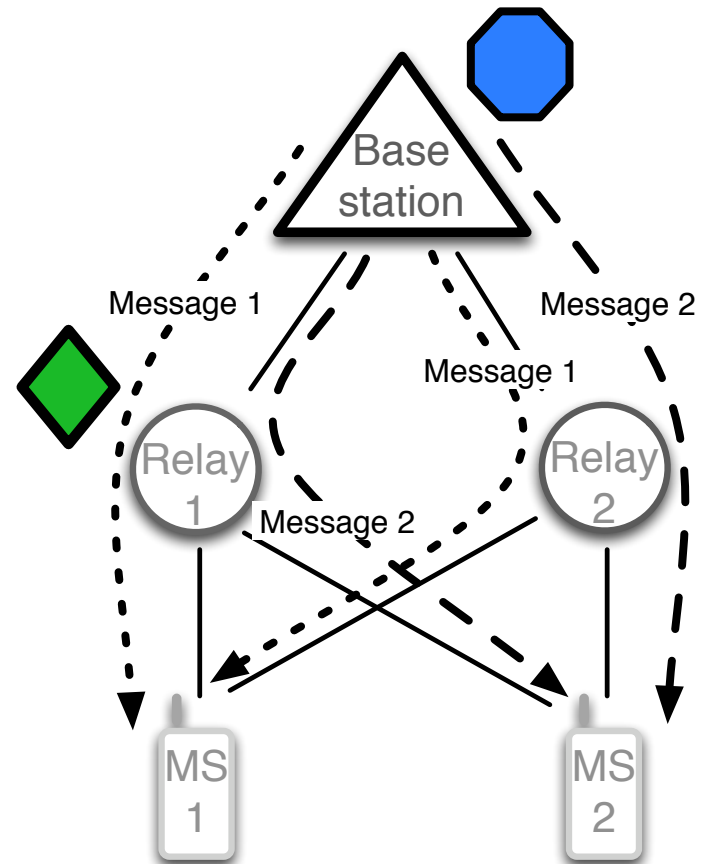 Base
station
Message 1
Message 2
Message 1
Relay
1
Relay
2
Message 2
MS
1
MS
2